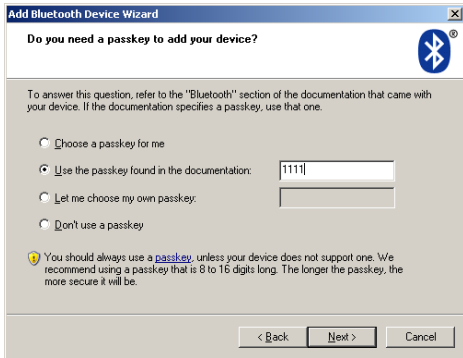 Add Bluetooth Device Wizard
Do you need a passkey to add your device?
®
To answer this question, refer to the "Bluetooth" section of the documentation that came with
your device. If the documentation specifies a passkey, use that one.
Choose a passkey for me
Use the passkey found in the documentation: 1111
Let me choose my own passkey:
Don't use a passkey
You should always use a passkey, unless your device does not support one. We
recommend using a passkey that is 8 to 16 digits long. The longer the passkey, the
more secure it will be.
< Back Next > Cancel